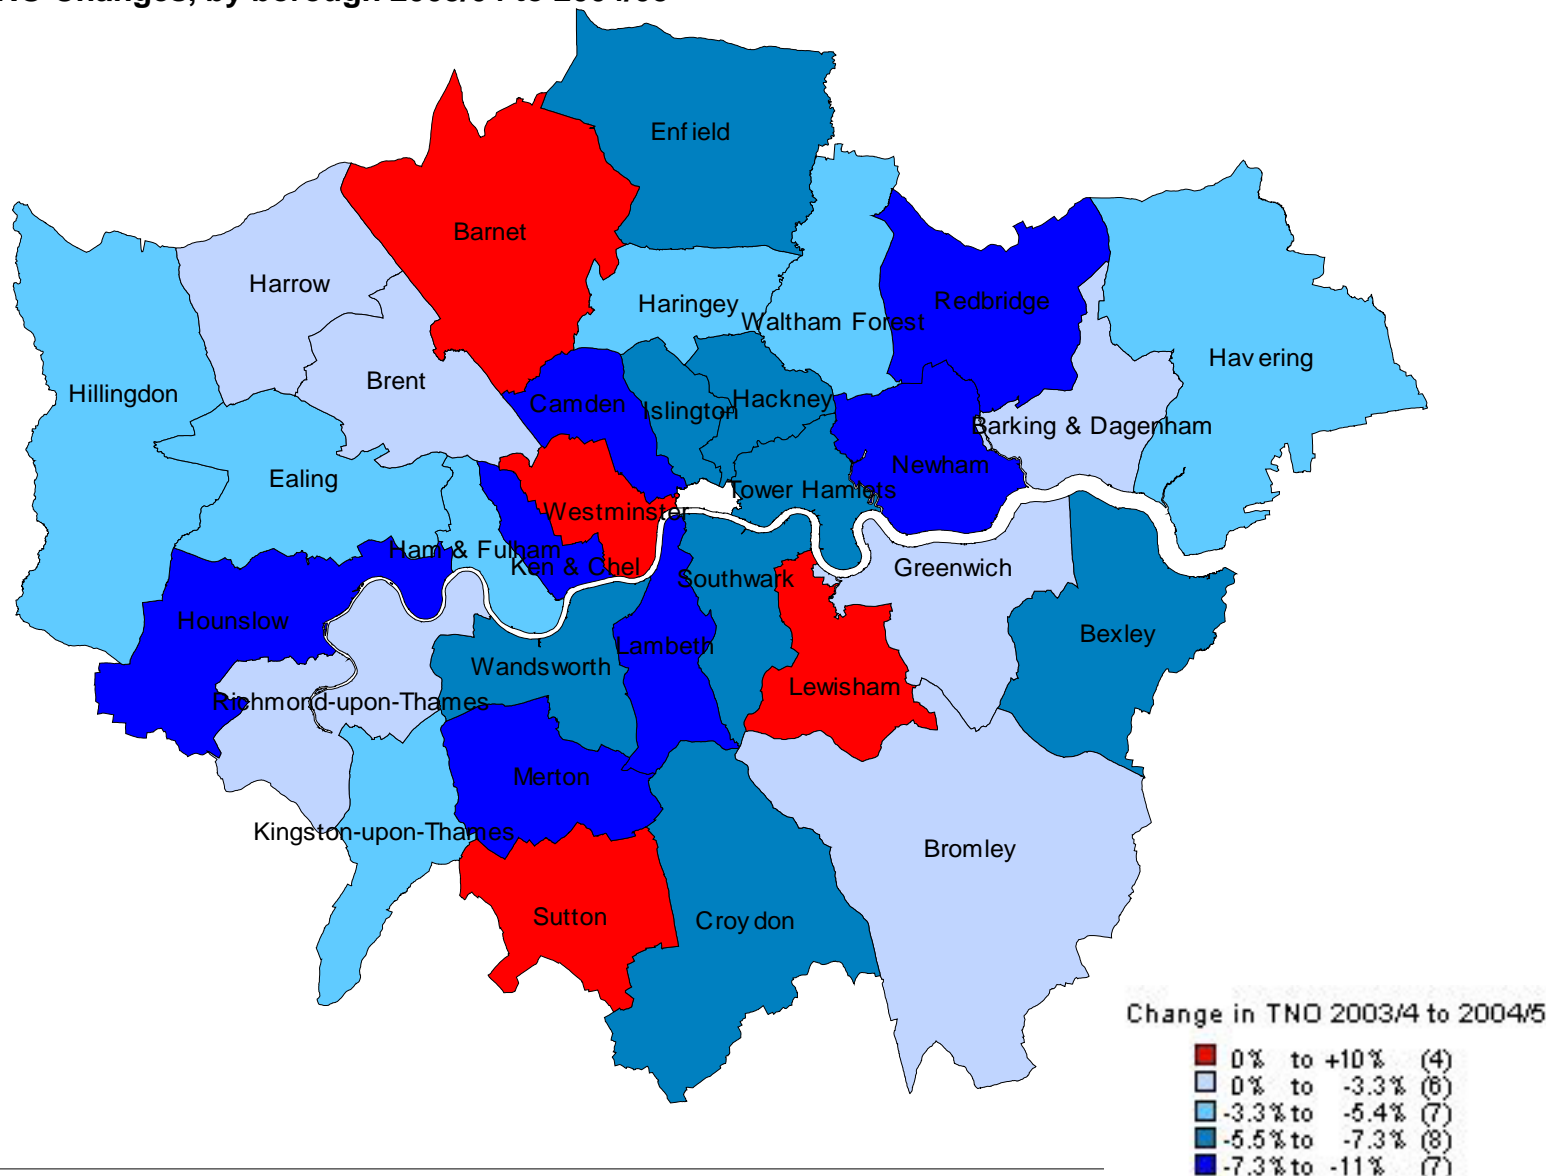 Changes, by borough
Enfield
Barnet
Harrow
Redbridge
Haringey
Waltham Forest
Havering
Brent
Hillingdon
Camden
Islington
Hackney
Barking & Dagenham
Newham
Ealing
Tower Hamlets
Westminster
Ham & Fulham
Ken & Chel
Greenwich
Southwark
Hounslow
Bexley
Lambeth
Wandsworth
Lewisham
Richmond-upon-Thames
Merton
Kingston-upon-Thames
Bromley
Sutton
Croydon
Change in TNO 2003/4 to 2004/5
0% to +10% (4)
0% to -3.3% (6)
-3.3% to -5.4% (7)
-5.5% to -7.3% (8)
-7.3% to -11% (7)